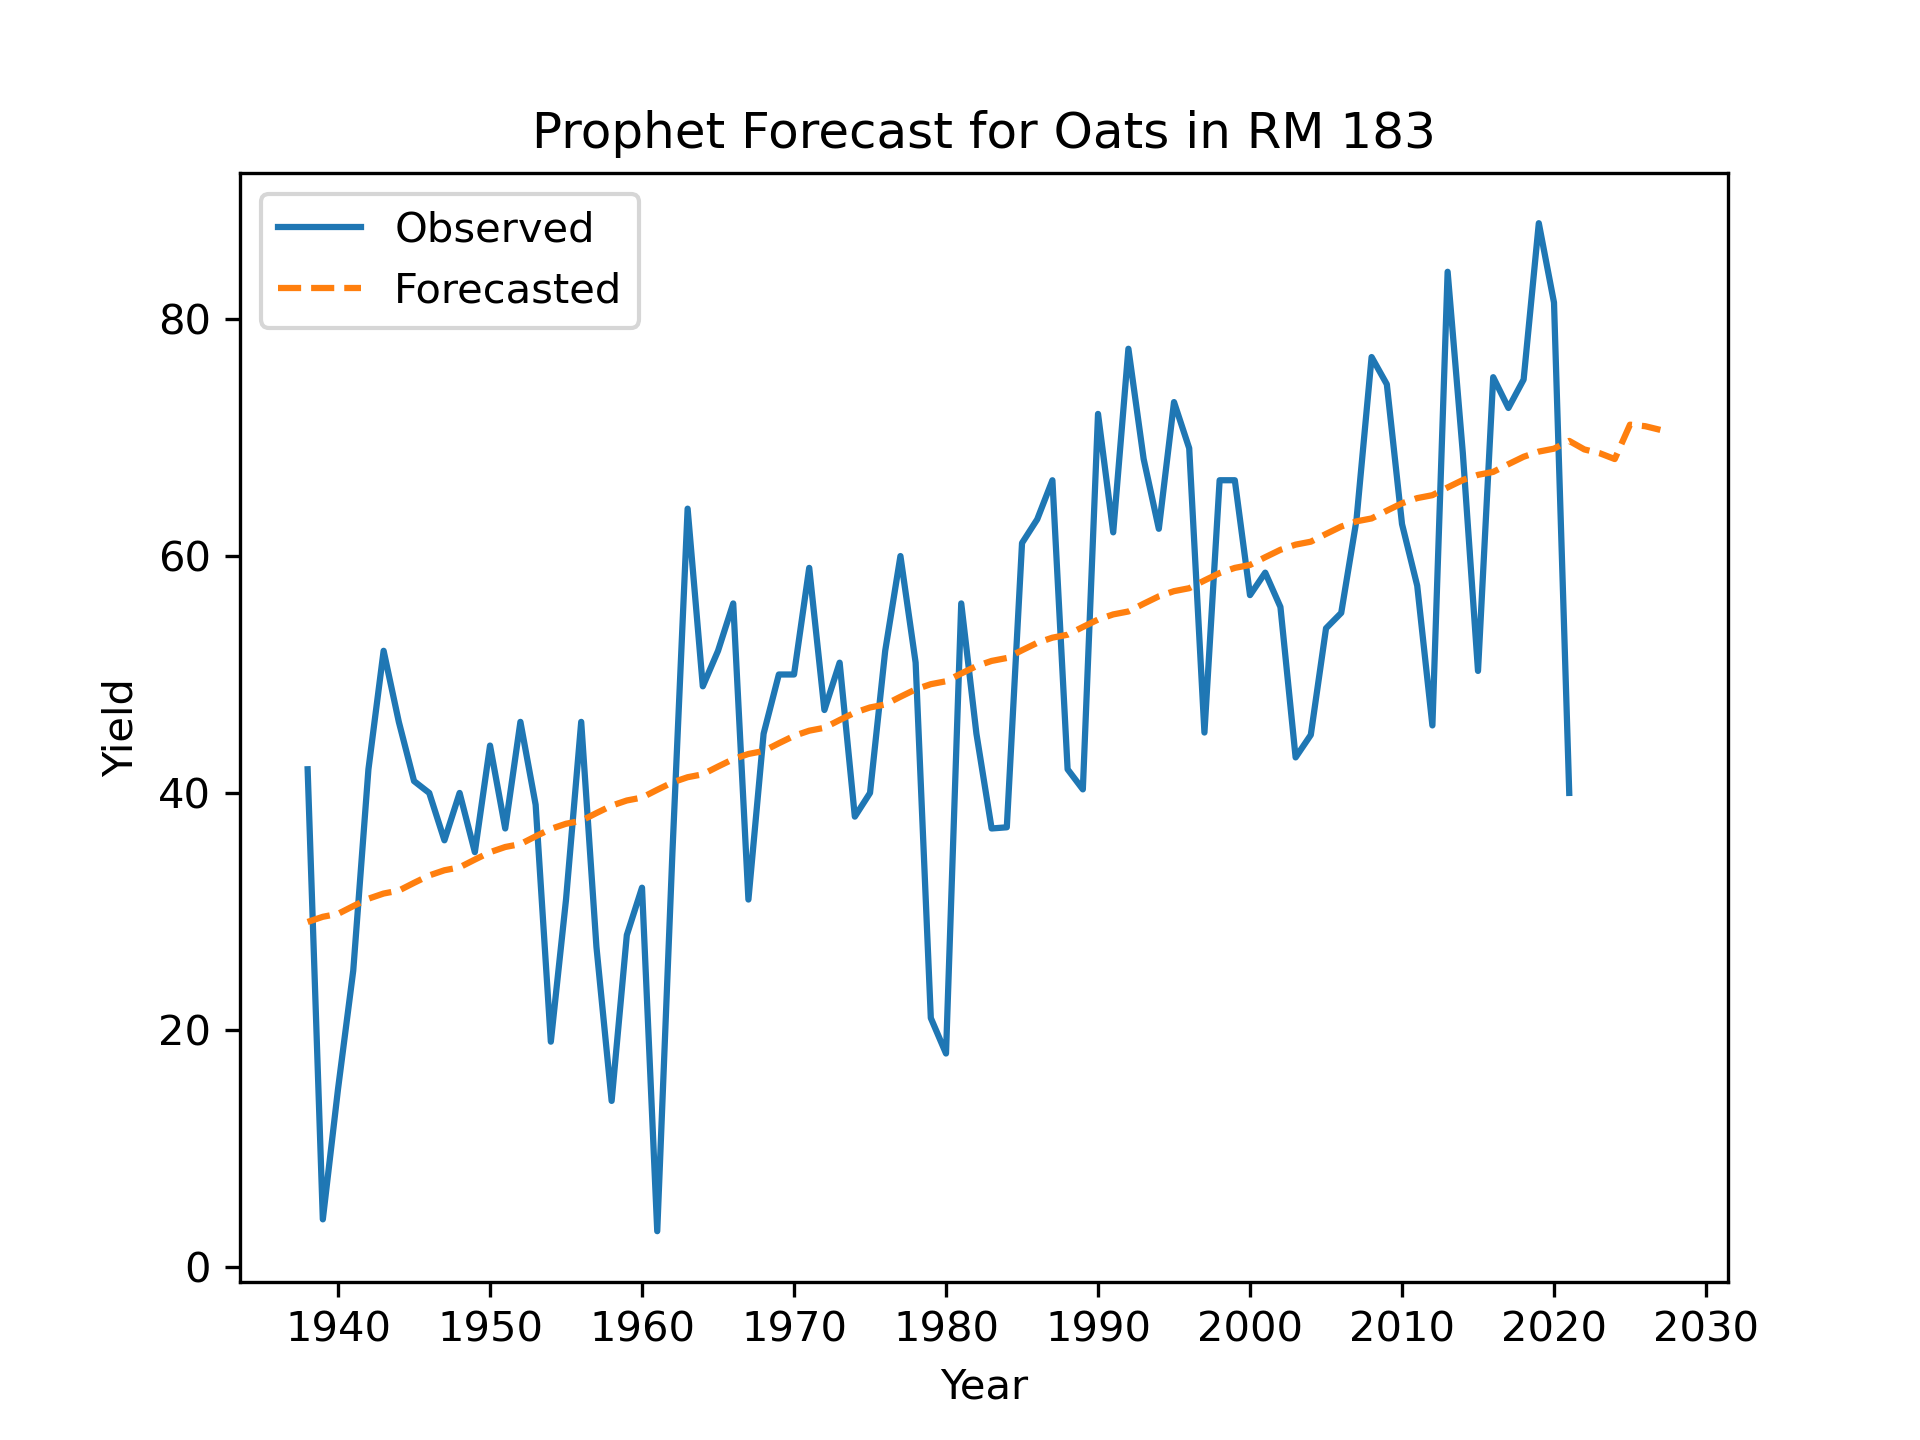 Prophet Forecast for Oats in RM 183
Observed
Forecasted
Yield
80
60
40
20
0
1940 1950 1960 1970 1980 1990 2000 2010 2020 2030
Year